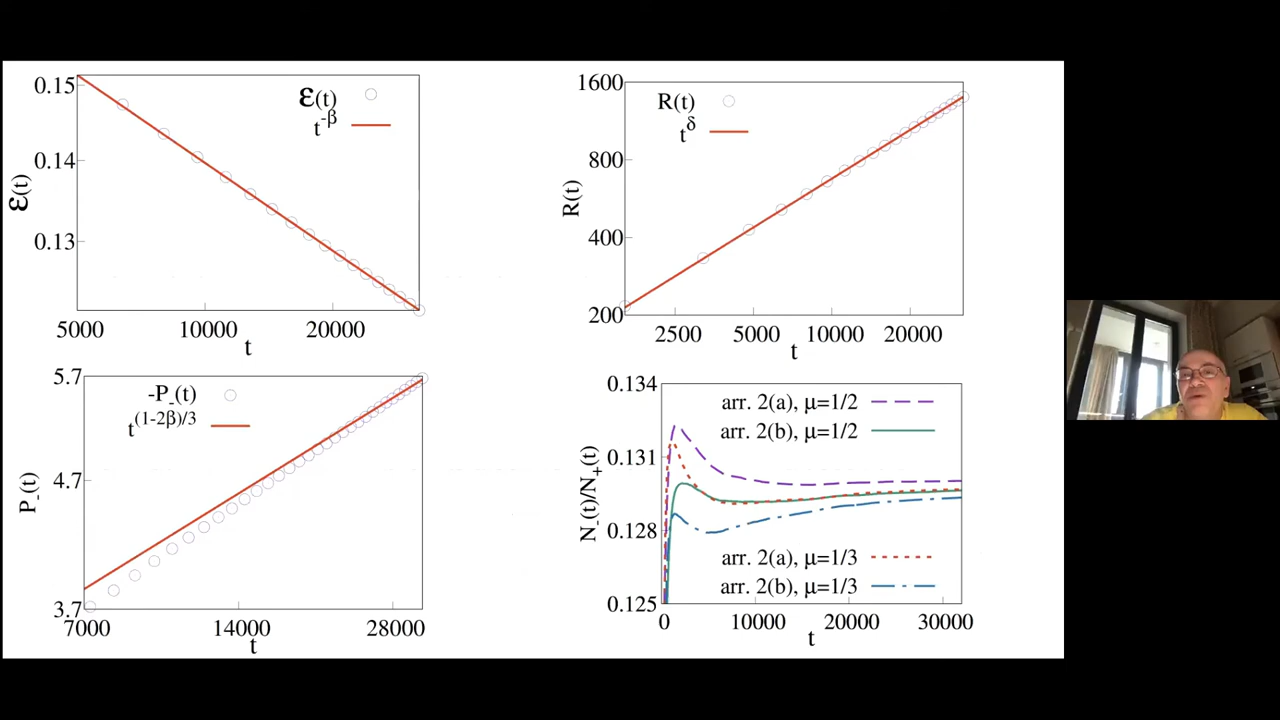 0.15
0.14
0.13
ε(t)
ε(t)
t^-β
5000 10000 20000
t
1600
800
400
200
R(t)
R(t)
t^δ
2500 5000 10000 20000
t
5.7
4.7
3.7
P_-(t)
-P_-(t)
t^(1-2β)/3
7000 14000 28000
t
0.134
0.131
0.128
0.125
N_-(t)/N_+(t)
arr. 2(a), μ=1/2
arr. 2(b), μ=1/2
arr. 2(a), μ=1/3
arr. 2(b), μ=1/3
0 10000 20000 30000
t